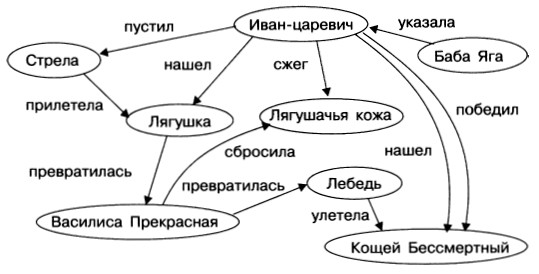 пустил
Иван-царевич
указала
Стрела
нашел
сжег
Баба Яга
прилетела
Лягушка
Лягушачья кожа
победил
превратилась
сбросила
нашел
превратилась
Лебедь
Василиса Прекрасная
улетела
Кощей Бессмертный